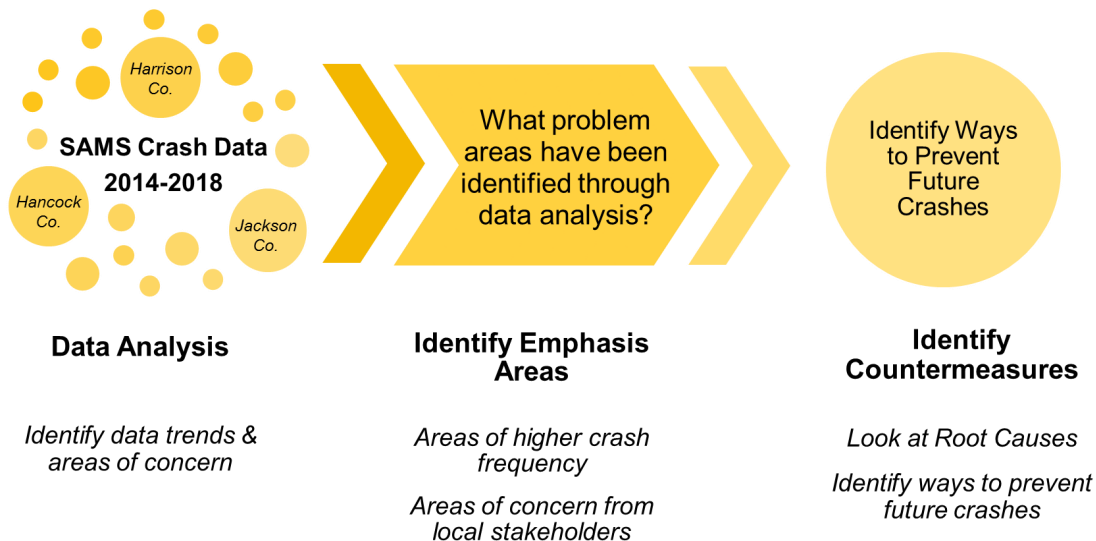 Harrison
Co.
SAMS Crash Data
2014-2018
Hancock
Co.
Jackson
Co.
What problem
areas have been
identified through
data analysis?
Identify Ways
to Prevent
Future
Crashes
Data Analysis
Identify data trends &
areas of concern
Identify Emphasis
Areas
Areas of higher crash
frequency
Areas of concern from
local stakeholders
Identify
Countermeasures
Look at Root Causes
Identify ways to prevent
future crashes